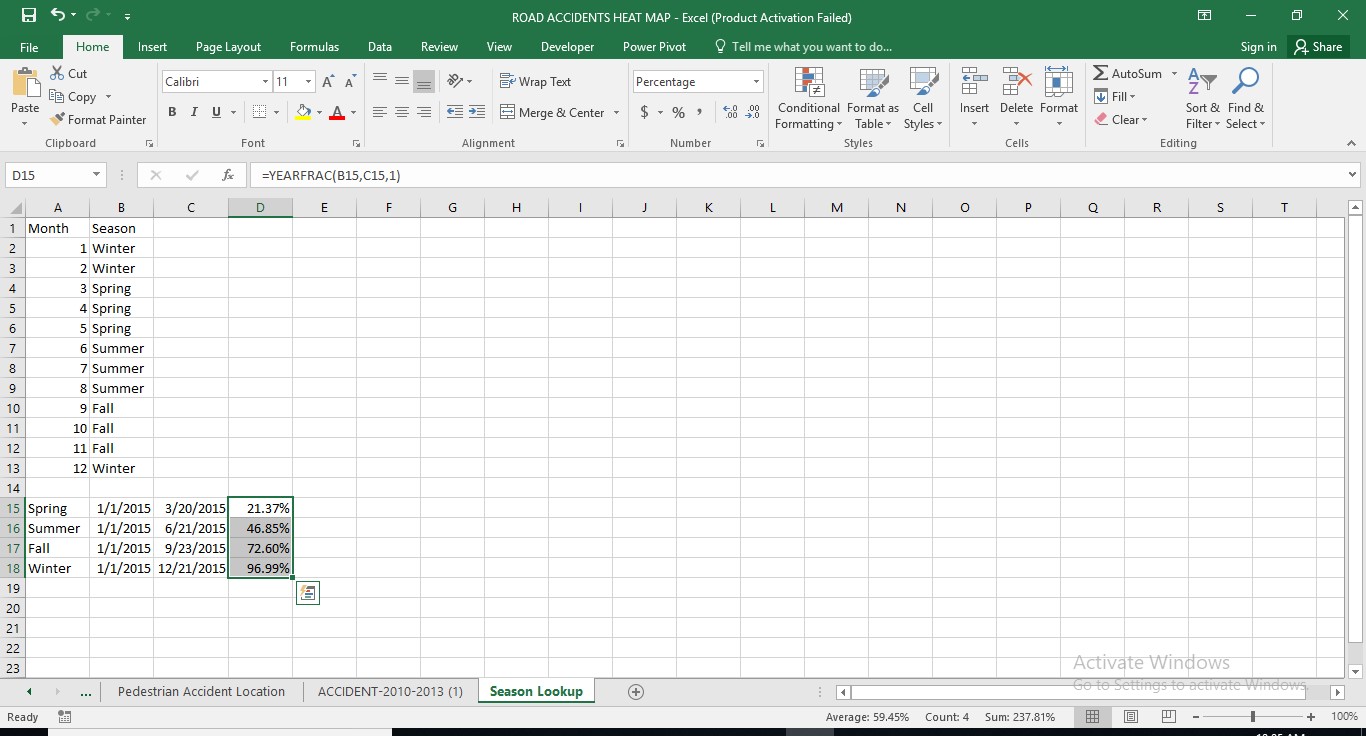 ROAD ACCIDENTS HEAT MAP - Excel (Product Activation Failed)
File Home Insert Page Layout Formulas Data Review View Developer Power Pivot Tell me what you want to do... Sign in Share
Paste Cut
Copy
Format Painter
Clipboard
Calibri 11
B I U A
Font
Wrap Text
Merge & Center
Alignment
Percentage
$ % ,
Number
Conditional Formatting
Format as Table
Cell Styles
Styles
Insert Delete Format
Cells
AutoSum
Fill
Clear
Sort & Filter
Find & Select
Editing
D15 fx =YEARFRAC(B15,C15,1)
A B C D E F G H I J K L M N O P Q R S T
1 Month Season
2 1 Winter
3 2 Winter
4 3 Spring
5 4 Spring
6 5 Spring
7 6 Summer
8 7 Summer
9 8 Summer
10 9 Fall
11 10 Fall
12 11 Fall
13 12 Winter
14
15 Spring 1/1/2015 3/20/2015 21.37%
16 Summer 1/1/2015 6/21/2015 46.85%
17 Fall 1/1/2015 9/23/2015 72.60%
18 Winter 1/1/2015 12/21/2015 96.99%
19
20
21
22
23
Activate Windows
Go to Settings to activate Windows.
... Pedestrian Accident Location ACCIDENT-2010-2013 (1) Season Lookup
Ready Average: 59.45% Count: 4 Sum: 237.81% 100%